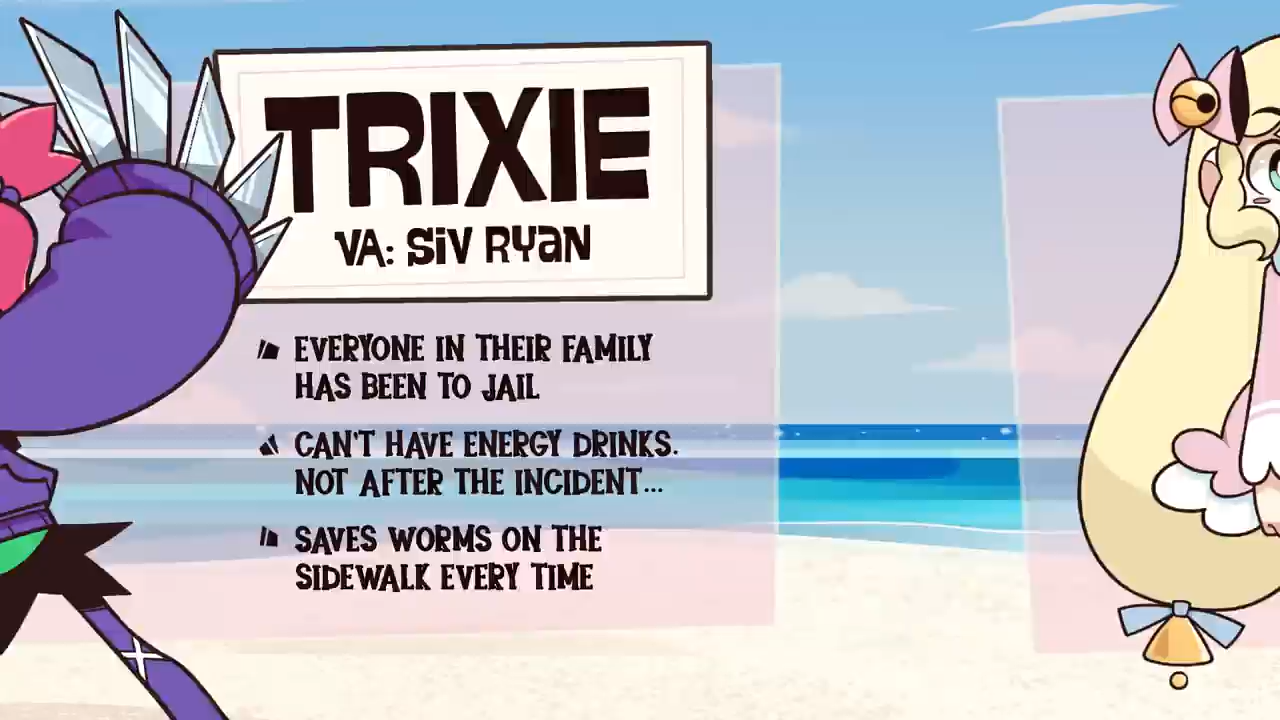 TRIXIE
VA: SiV RYaN
EVERYONE IN THEIR FAMILY
HAS BEEN TO JAIL
CAN'T HAVE ENERGY DRINKS.
NOT AFTER THE INCIDENT...
SAVES WORMS ON THE
SIDEWALK EVERY TIME